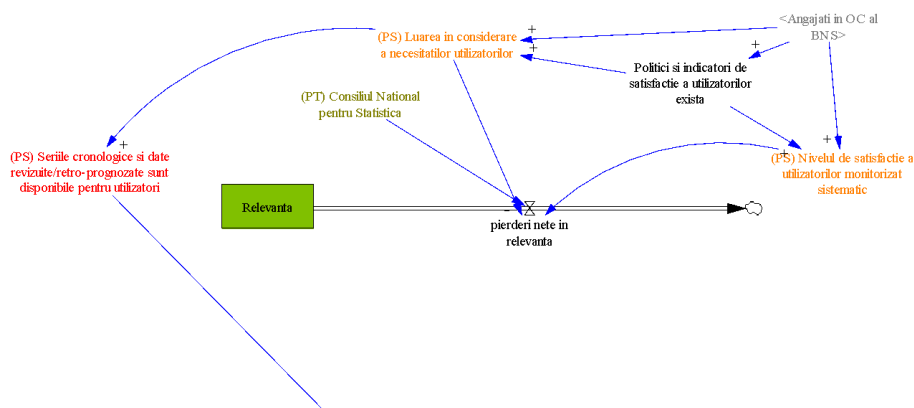 <Angajati in OC al
BNS>
(PS) Luarea in considerare
a necesitatilor utilizatorilor
Politici si indicatori de
satisfactie a utilizatorilor
exista
(PT) Consiliul National
pentru Statistica
(PS) Seriile cronologice si date
revizuite/retro-prognozate sunt
disponibile pentru utilizatori
(PS) Nivelul de satisfactie a
utilizatorilor monitorizat
sistematic
Relevanta
pierderi nete in
relevanta